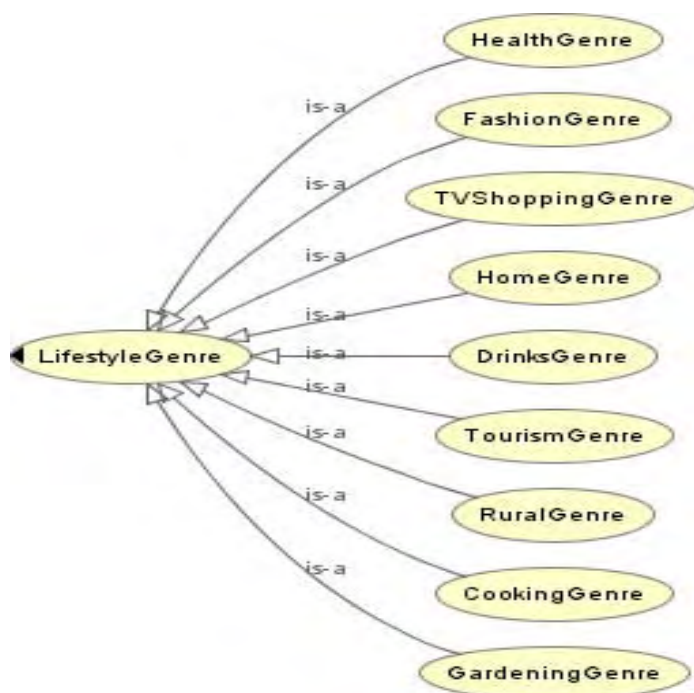 HealthGenre
is-a
FashionGenre
is-a
TVShoppingGenre
is-a
HomeGenre
is-a
LifestyleGenre
is-a
DrinksGenre
is-a
TourismGenre
is-a
RuralGenre
is-a
CookingGenre
is-a
GardeningGenre